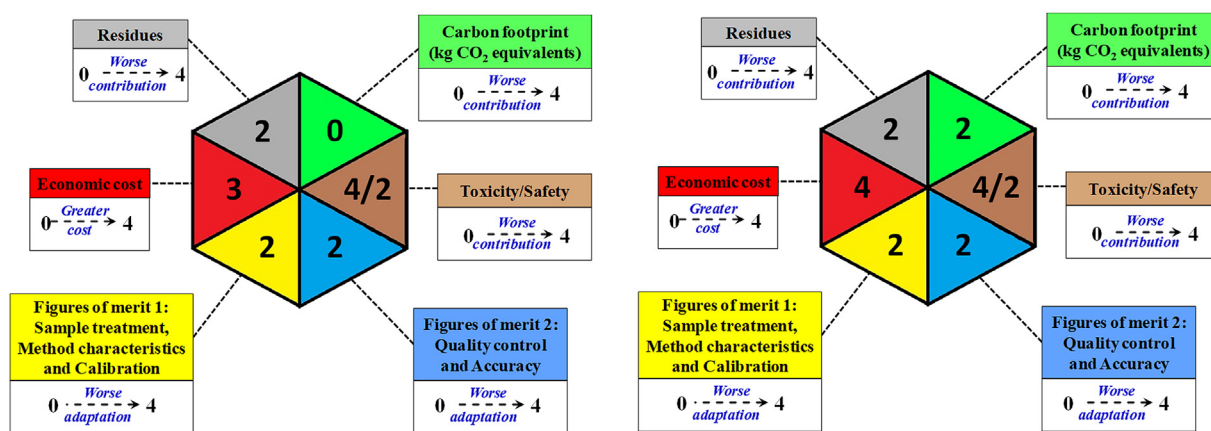 Residues
Worse
0 4
contribution
Carbon footprint
(kg CO2 equivalents)
Worse
0 4
contribution
2
0
Economic cost
Greater
0 4
cost
3
4/2
Toxicity/Safety
Worse
0 4
contribution
2
2
Figures of merit 1:
Sample treatment,
Method characteristics
and Calibration
Worse
0 4
adaptation
Figures of merit 2:
Quality control
and Accuracy
Worse
0 4
adaptation
Residues
Worse
0 4
contribution
Carbon footprint
(kg CO2 equivalents)
Worse
0 4
contribution
2
2
Economic cost
Greater
0 4
cost
4
4/2
Toxicity/Safety
Worse
0 4
contribution
2
2
Figures of merit 1:
Sample treatment,
Method characteristics
and Calibration
Worse
0 4
adaptation
Figures of merit 2:
Quality control
and Accuracy
Worse
0 4
adaptation